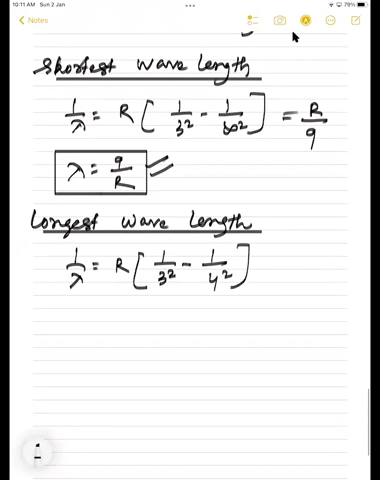 10:11 AM Sun 2 Jan
79%
Notes
Shortest Wave Length
1/λ = R [ 1/3² - 1/∞² ] = R/9
λ = 9/R
Longest Wave Length
1/λ = R [ 1/3² - 1/4² ]